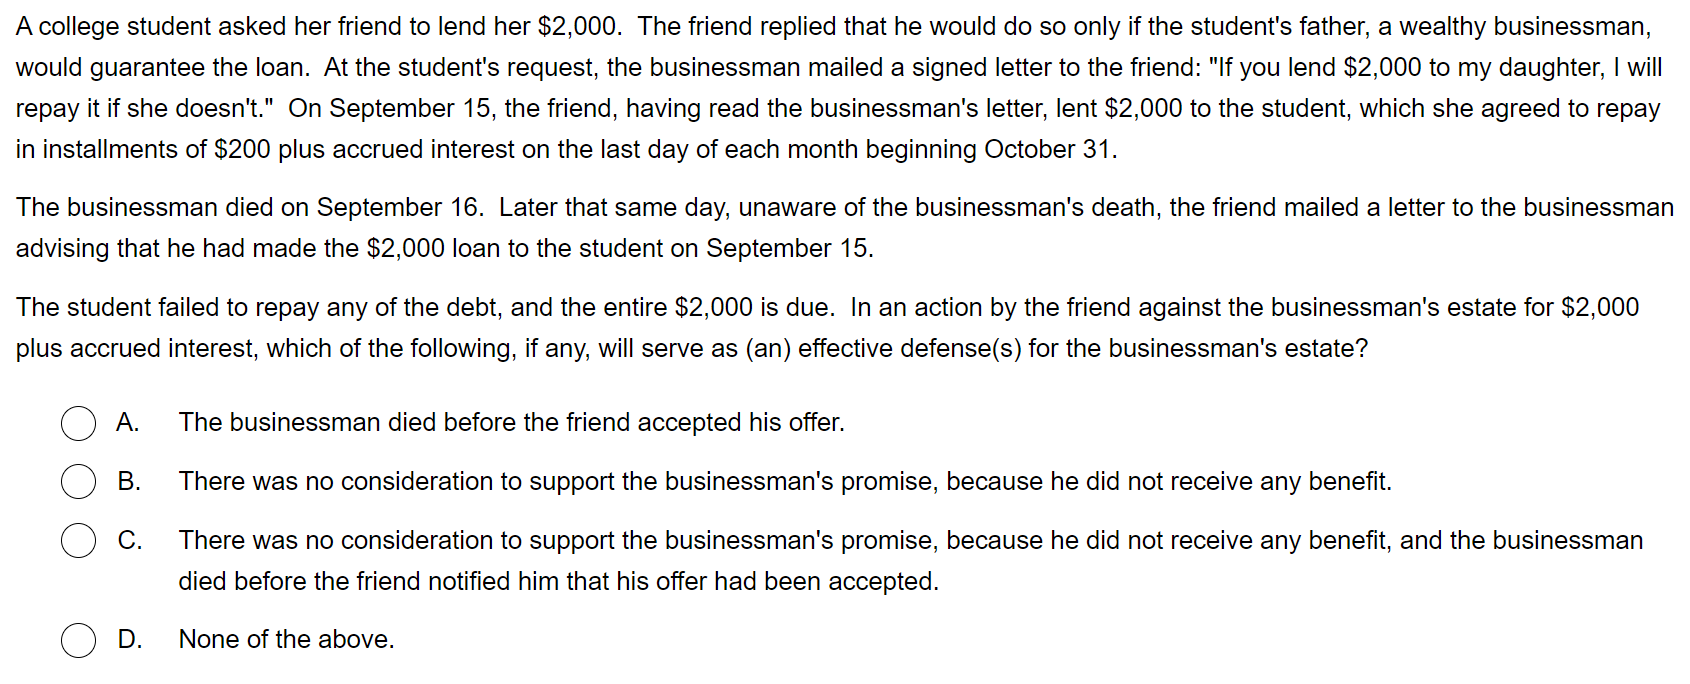 A college student asked her friend to lend her $2,000.  The friend replied that he would do so only if the student's father, a wealthy businessman,
would guarantee the loan.  At the student's request, the businessman mailed a signed letter to the friend: "If you lend $2,000 to my daughter, I will
repay it if she doesn't."  On September 15, the friend, having read the businessman's letter, lent $2,000 to the student, which she agreed to repay
in installments of $200 plus accrued interest on the last day of each month beginning October 31.
The businessman died on September 16.  Later that same day, unaware of the businessman's death, the friend mailed a letter to the businessman
advising that he had made the $2,000 loan to the student on September 15.
The student failed to repay any of the debt, and the entire $2,000 is due.  In an action by the friend against the businessman's estate for $2,000
plus accrued interest, which of the following, if any, will serve as (an) effective defense(s) for the businessman's estate?
A. The businessman died before the friend accepted his offer.
B. There was no consideration to support the businessman's promise, because he did not receive any benefit.
C. There was no consideration to support the businessman's promise, because he did not receive any benefit, and the businessman
died before the friend notified him that his offer had been accepted.
D. None of the above.